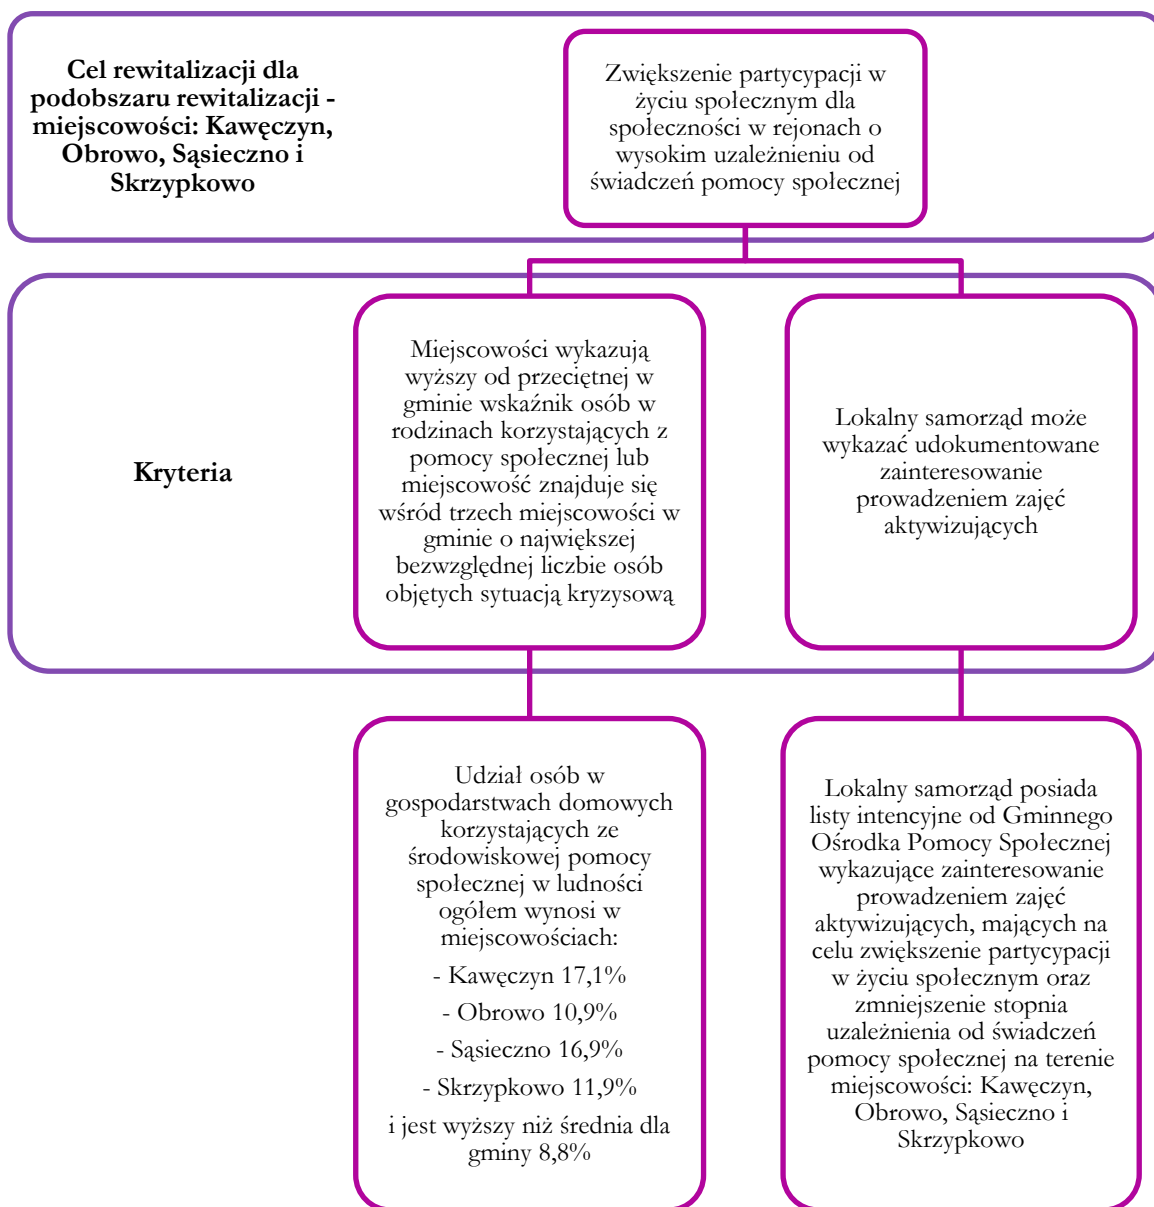 Cel rewitalizacji dla
podobszaru rewitalizacji -
miejscowości: Kawęczyn,
Obrowo, Sąsieczno i
Skrzypkowo
Zwiększenie partycypacji w
życiu społecznym dla
społeczności w rejonach o
wysokim uzależnieniu od
świadczeń pomocy społecznej
Kryteria
Miejscowości wykazują
wyższy od przeciętnej w
gminie wskaźnik osób w
rodzinach korzystających z
pomocy społecznej lub
miejscowość znajduje się
wśród trzech miejscowości w
gminie o największej
bezwzględnej liczbie osób
objętych sytuacją kryzysową
Lokalny samorząd może
wykazać udokumentowane
zainteresowanie
prowadzeniem zajęć
aktywizujących
Udział osób w
gospodarstwach domowych
korzystających ze
środowiskowej pomocy
społecznej w ludności
ogółem wynosi w
miejscowościach:
- Kawęczyn 17,1%
- Obrowo 10,9%
- Sąsieczno 16,9%
- Skrzypkowo 11,9%
i jest wyższy niż średnia dla
gminy 8,8%
Lokalny samorząd posiada
listy intencyjne od Gminnego
Ośrodka Pomocy Społecznej
wykazujące zainteresowanie
prowadzeniem zajęć
aktywizujących, mających na
celu zwiększenie partycypacji
w życiu społecznym oraz
zmniejszenie stopnia
uzależnienia od świadczeń
pomocy społecznej na terenie
miejscowości: Kawęczyn,
Obrowo, Sąsieczno i
Skrzypkowo